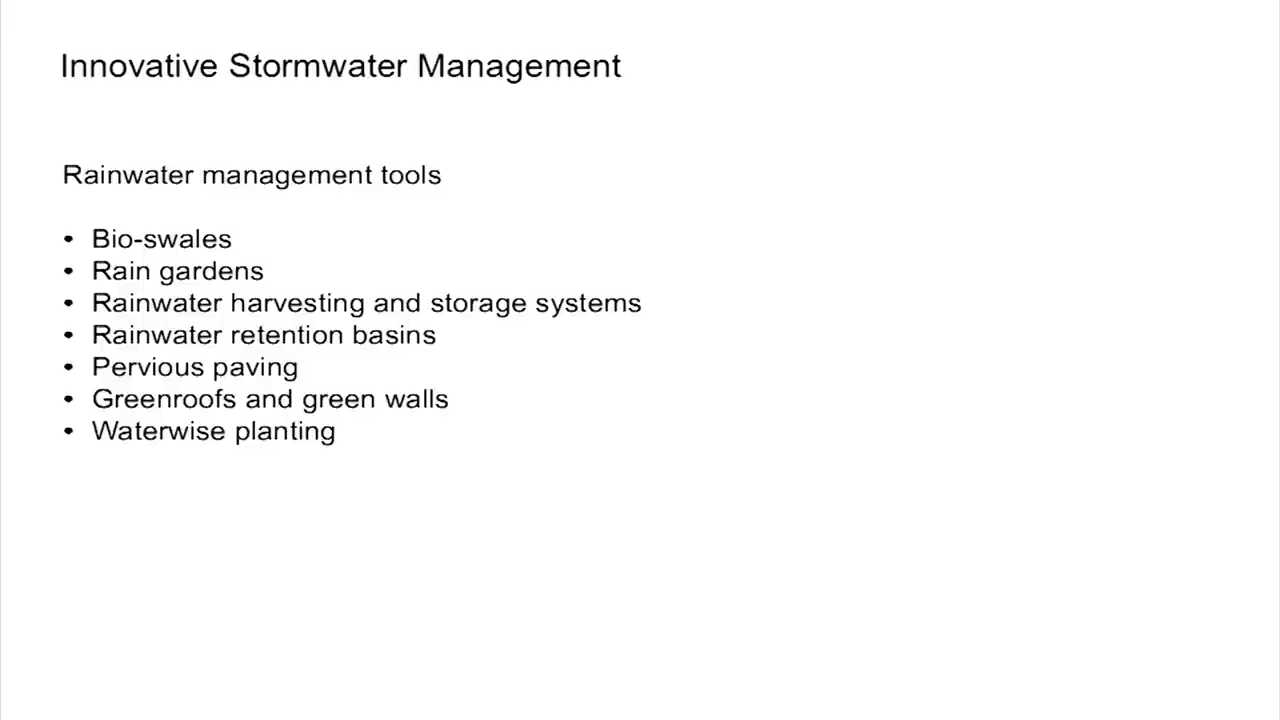 Innovative Stormwater Management
Rainwater management tools
• Bio-swales
• Rain gardens
• Rainwater harvesting and storage systems
• Rainwater retention basins
• Pervious paving
• Greenroofs and green walls
• Waterwise planting